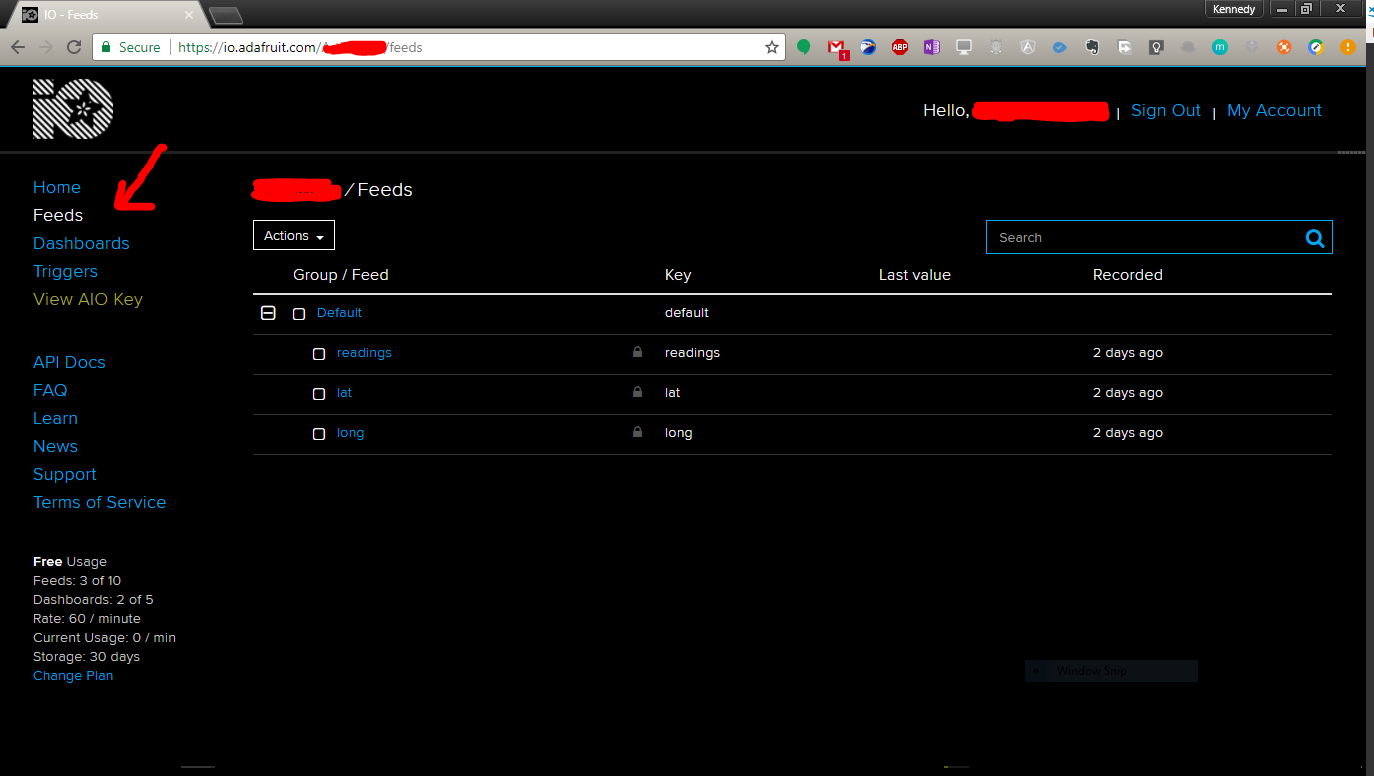 IO - Feeds
Kennedy
Secure https://io.adafruit.com/ /feeds
ABP
1
m
iO
Hello, | Sign Out | My Account
Home
Feeds
Dashboards
Triggers
View AIO Key
API Docs
FAQ
Learn
News
Support
Terms of Service
Free Usage
Feeds: 3 of 10
Dashboards: 2 of 5
Rate: 60 / minute
Current Usage: 0 / min
Storage: 30 days
Change Plan
/ Feeds
Actions
Search
Group / Feed Key Last value Recorded
Default default
readings readings 2 days ago
lat lat 2 days ago
long long 2 days ago
Window Snip